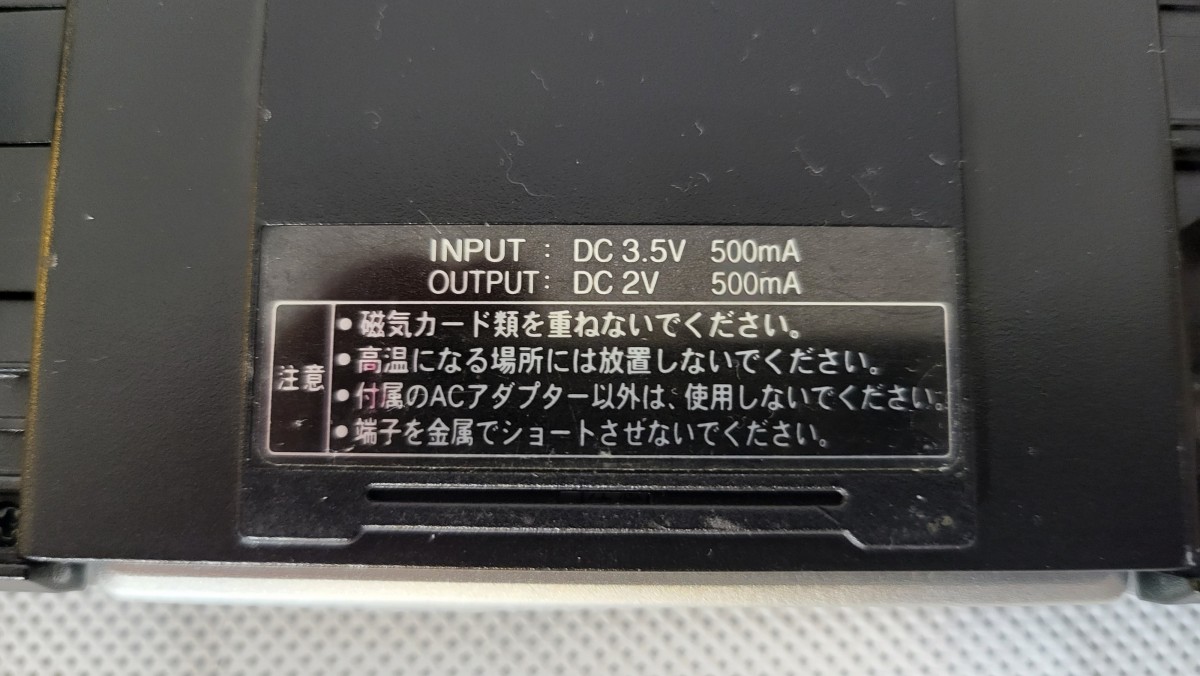 INPUT : DC 3.5V 500mA
OUTPUT : DC 2V 500mA
注意
•磁気カード類を重ねないでください。
•高温になる場所には放置しないでください。
•付属のACアダプター以外は、使用しないでください。
•端子を金属でショートさせないでください。